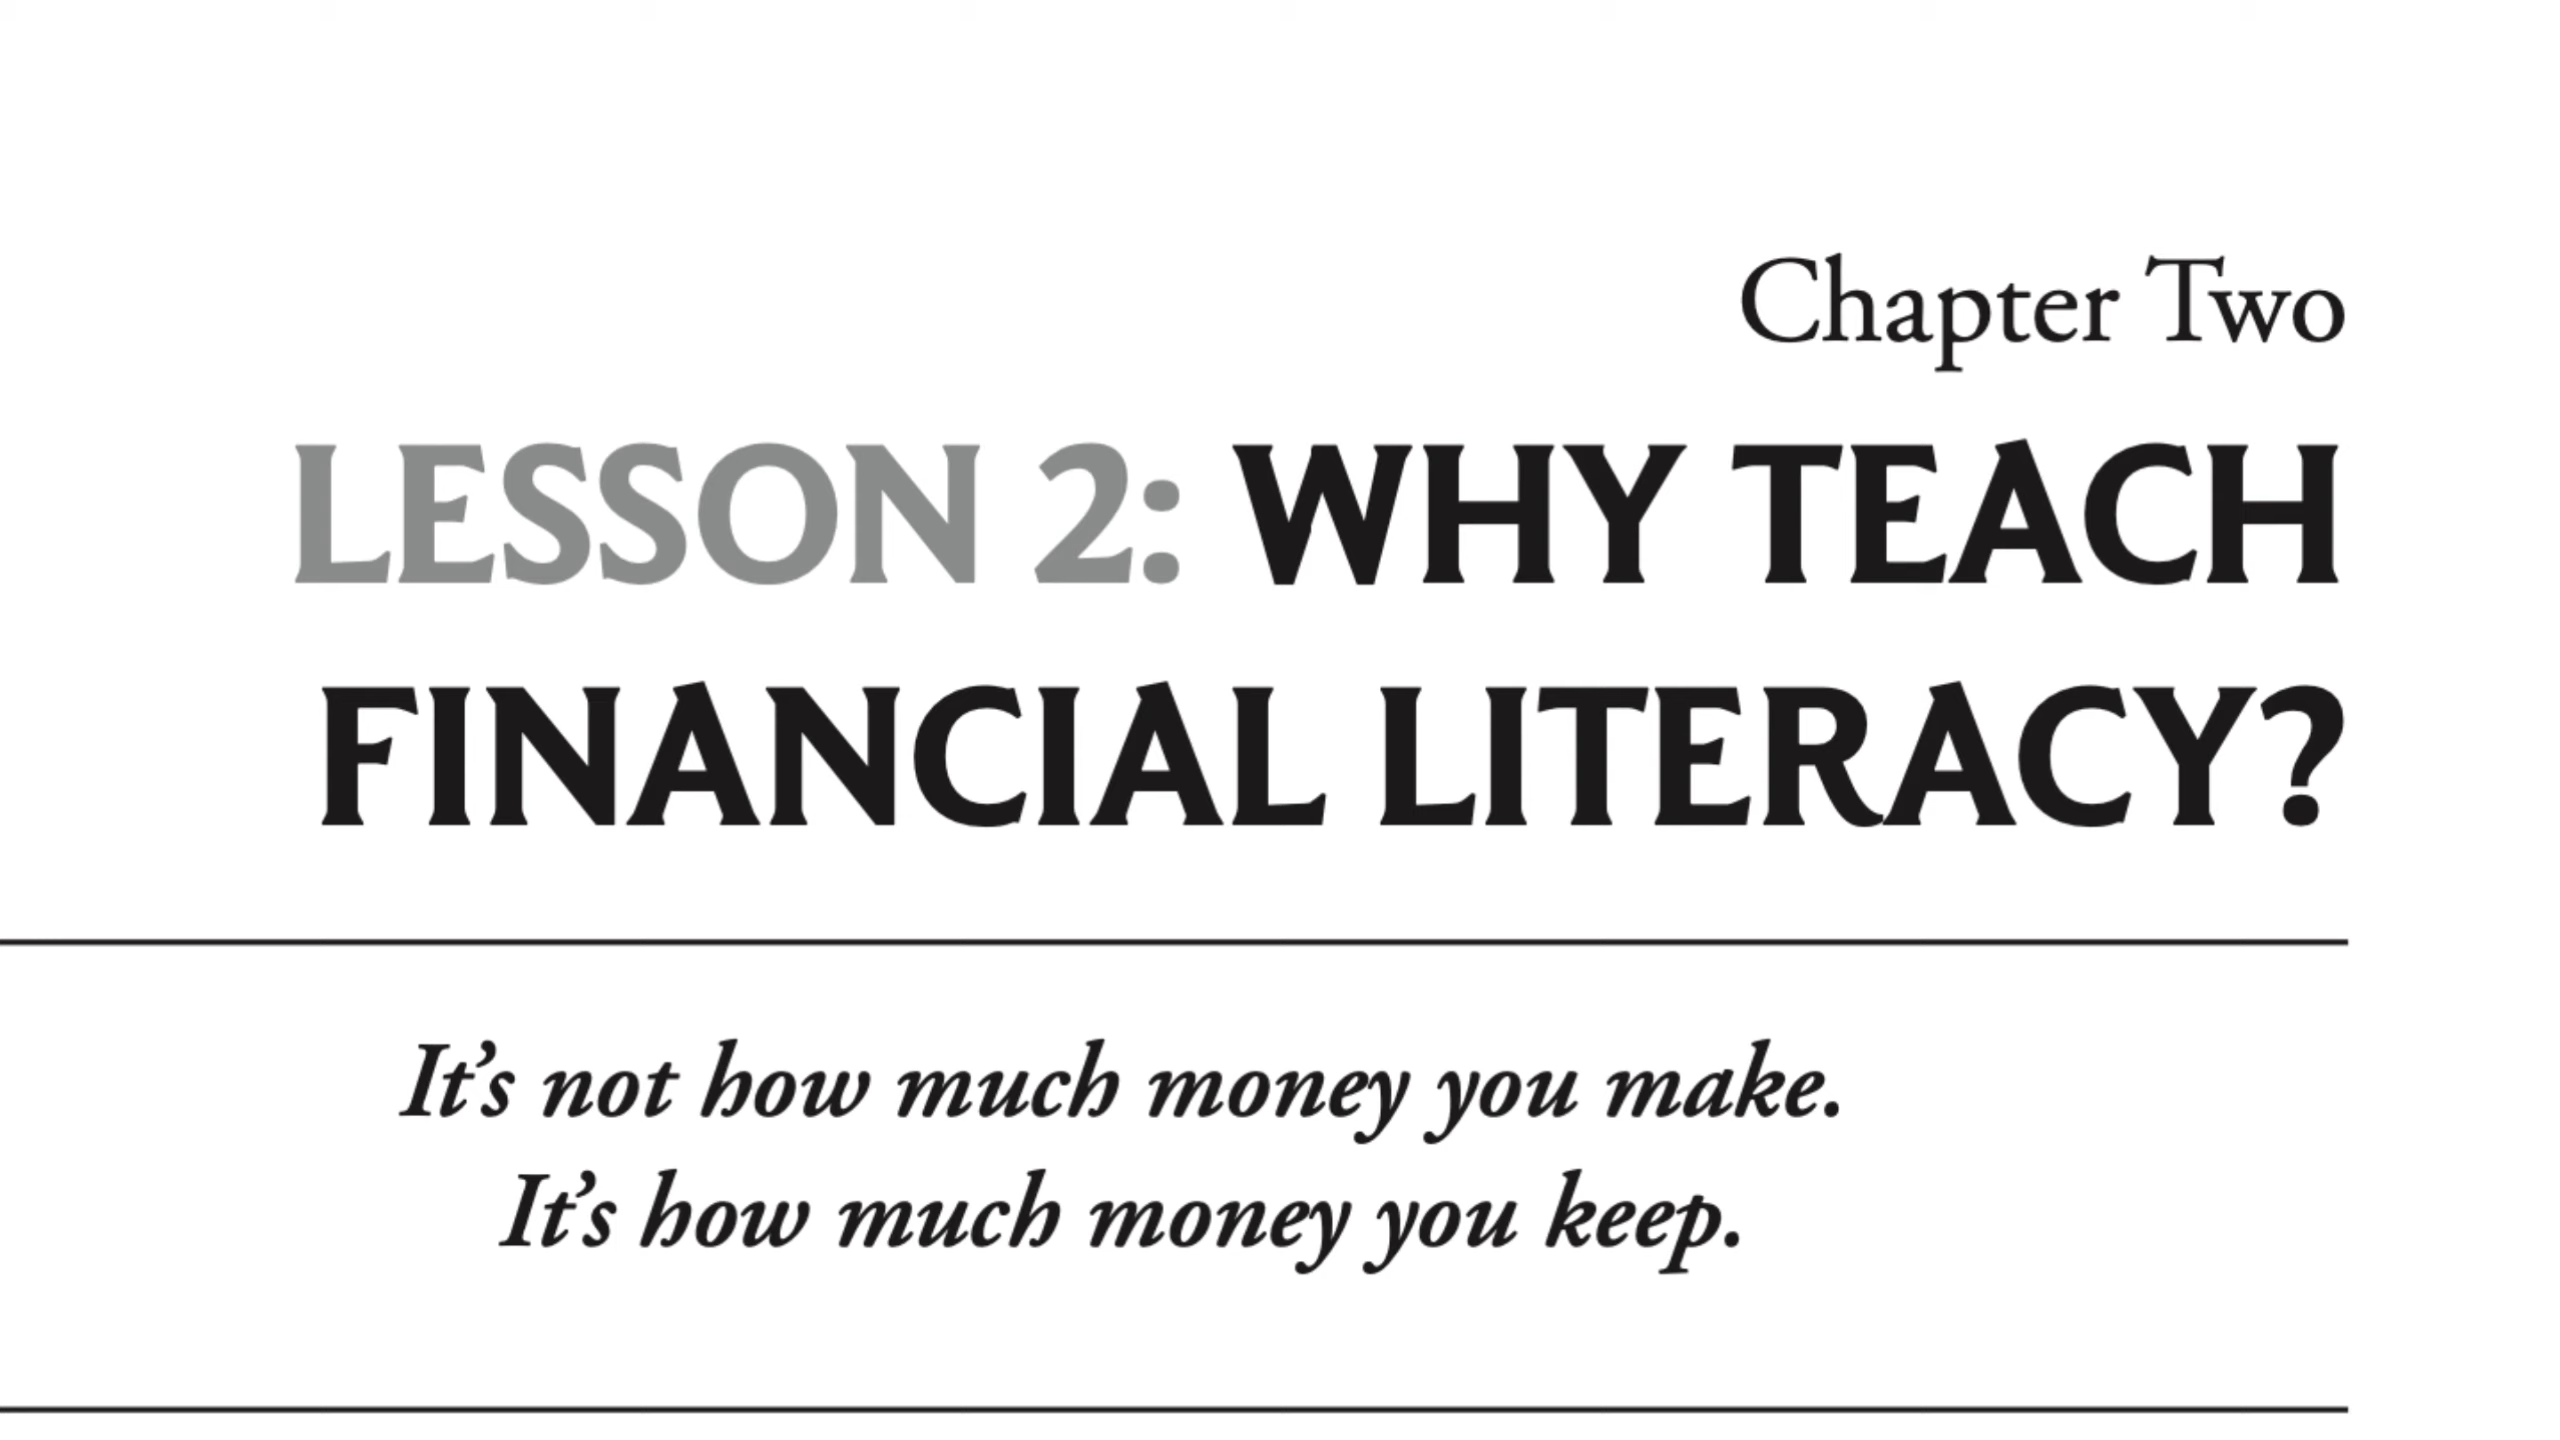 Chapter Two
LESSON 2: WHY TEACH
FINANCIAL LITERACY?
It’s not how much money you make.
It’s how much money you keep.